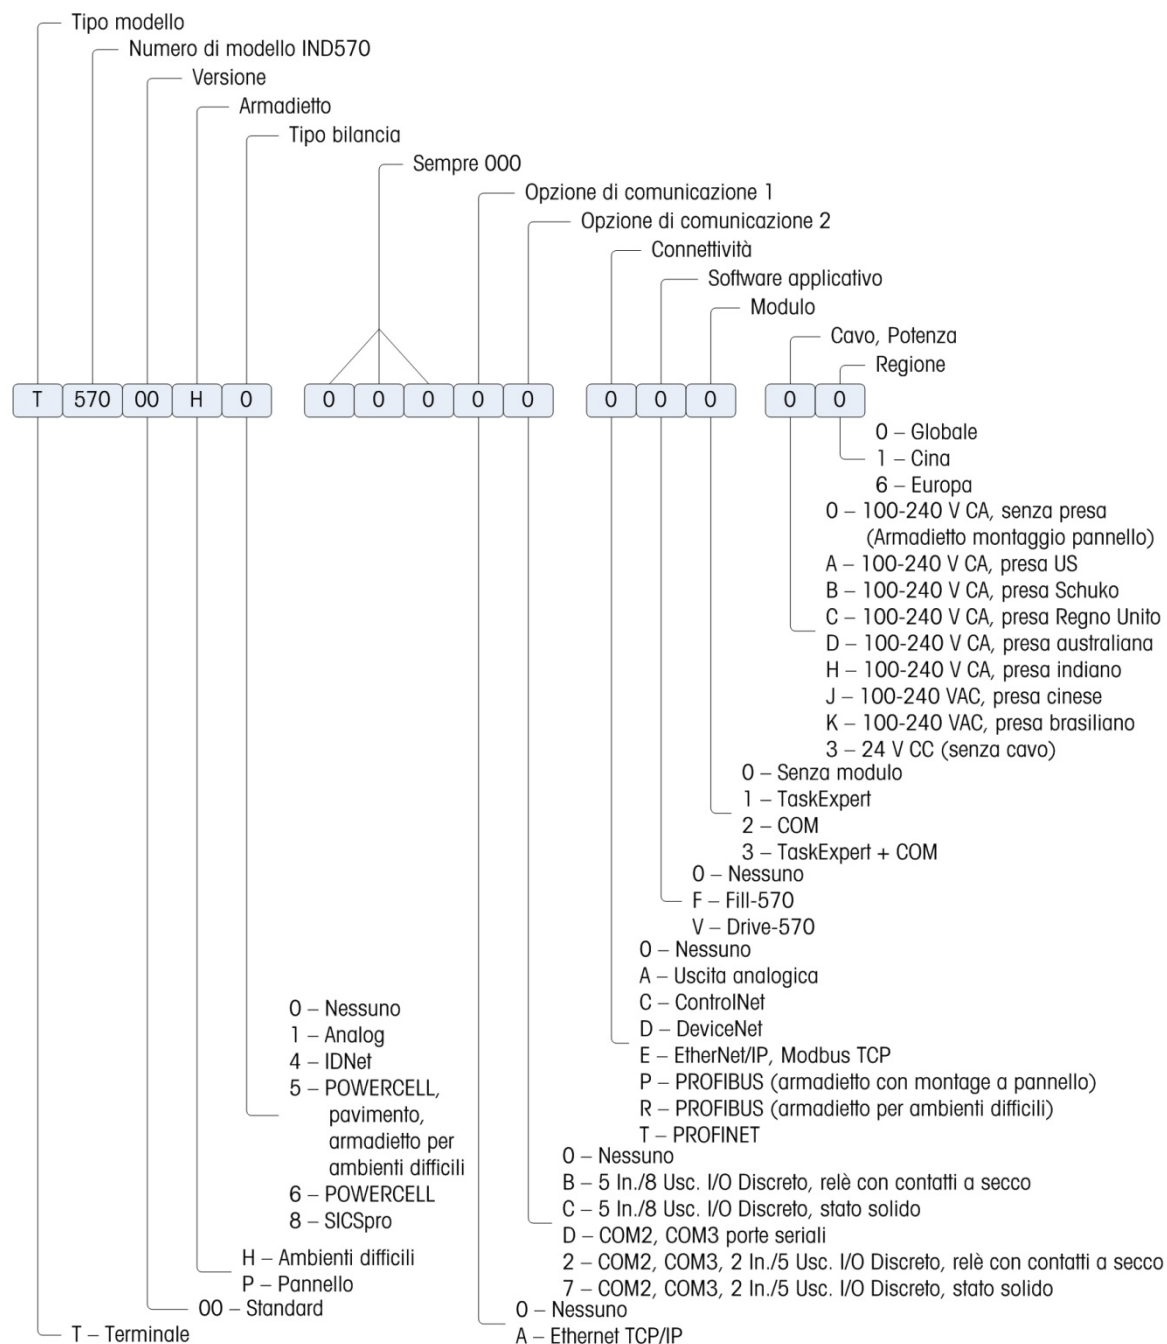 Tipo modello
Numero di modello IND570
Versione
Armadietto
Tipo bilancia
Sempre 000
Opzione di comunicazione 1
Opzione di comunicazione 2
Connettività
Software applicativo
Modulo
Cavo, Potenza
Regione
T 570 00 H 0 0 0 0 0 0 0 0 0 0 0
0 – Globale
1 – Cina
6 – Europa
0 – 100-240 V CA, senza presa
(Armadietto montaggio pannello)
A – 100-240 V CA, presa US
B – 100-240 V CA, presa Schuko
C – 100-240 V CA, presa Regno Unito
D – 100-240 V CA, presa australiana
H – 100-240 V CA, presa indiano
J – 100-240 VAC, presa cinese
K – 100-240 VAC, presa brasiliano
3 – 24 V CC (senza cavo)
0 – Senza modulo
1 – TaskExpert
2 – COM
3 – TaskExpert + COM
0 – Nessuno
F – Fill-570
V – Drive-570
0 – Nessuno
A – Uscita analogica
C – ControlNet
D – DeviceNet
E – EtherNet/IP, Modbus TCP
P – PROFIBUS (armadietto con montage a pannello)
R – PROFIBUS (armadietto per ambienti difficili)
T – PROFINET
0 – Nessuno
1 – Analog
4 – IDNet
5 – POWERCELL,
pavimento,
armadietto per
ambienti difficili
6 – POWERCELL
8 – SICSpro
0 – Nessuno
B – 5 In./8 Usc. I/O Discreto, relè con contatti a secco
C – 5 In./8 Usc. I/O Discreto, stato solido
D – COM2, COM3 porte seriali
2 – COM2, COM3, 2 In./5 Usc. I/O Discreto, relè con contatti a secco
7 – COM2, COM3, 2 In./5 Usc. I/O Discreto, stato solido
H – Ambienti difficili
P – Pannello
00 – Standard
0 – Nessuno
A – Ethernet TCP/IP
T – Terminale